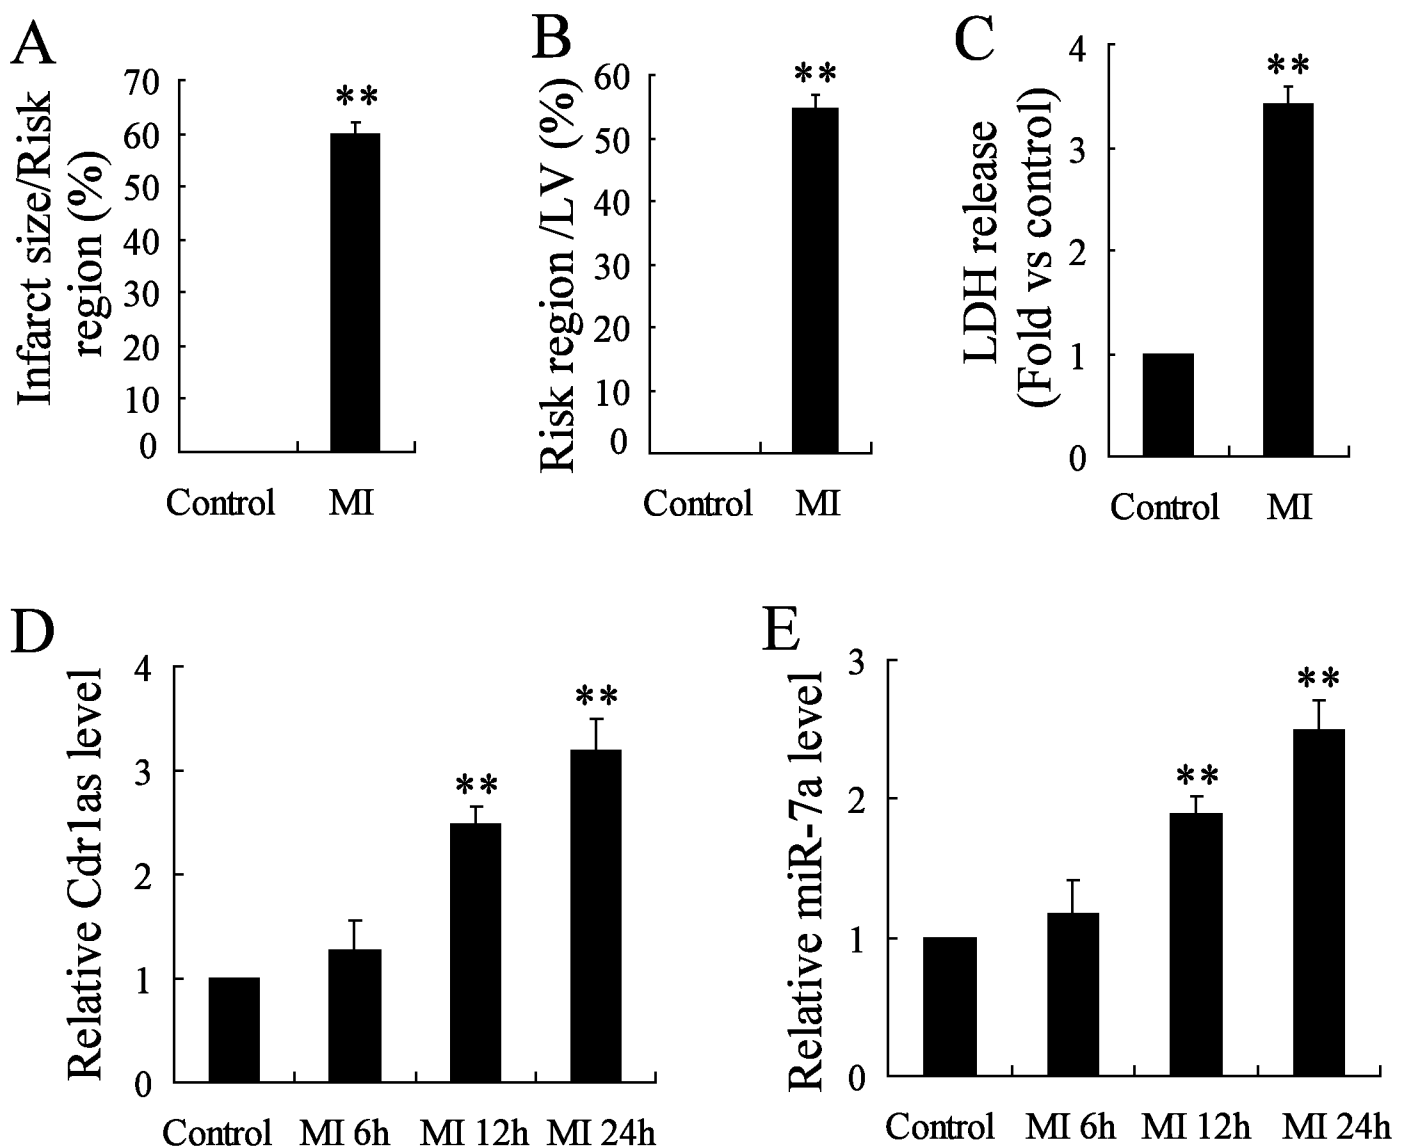 A
Infarct size/Risk
region (%)
70
60
50
40
30
20
10
0
**
Control MI
B
Risk region /LV (%)
60
50
40
30
20
10
0
**
Control MI
C
LDH release
(Fold vs control)
4
3
2
1
0
**
Control MI
D
Relative Cdr1as level
4
3
2
1
0
**
**
Control MI 6h MI 12h MI 24h
E
Relative miR-7a level
3
2
1
0
**
**
Control MI 6h MI 12h MI 24h